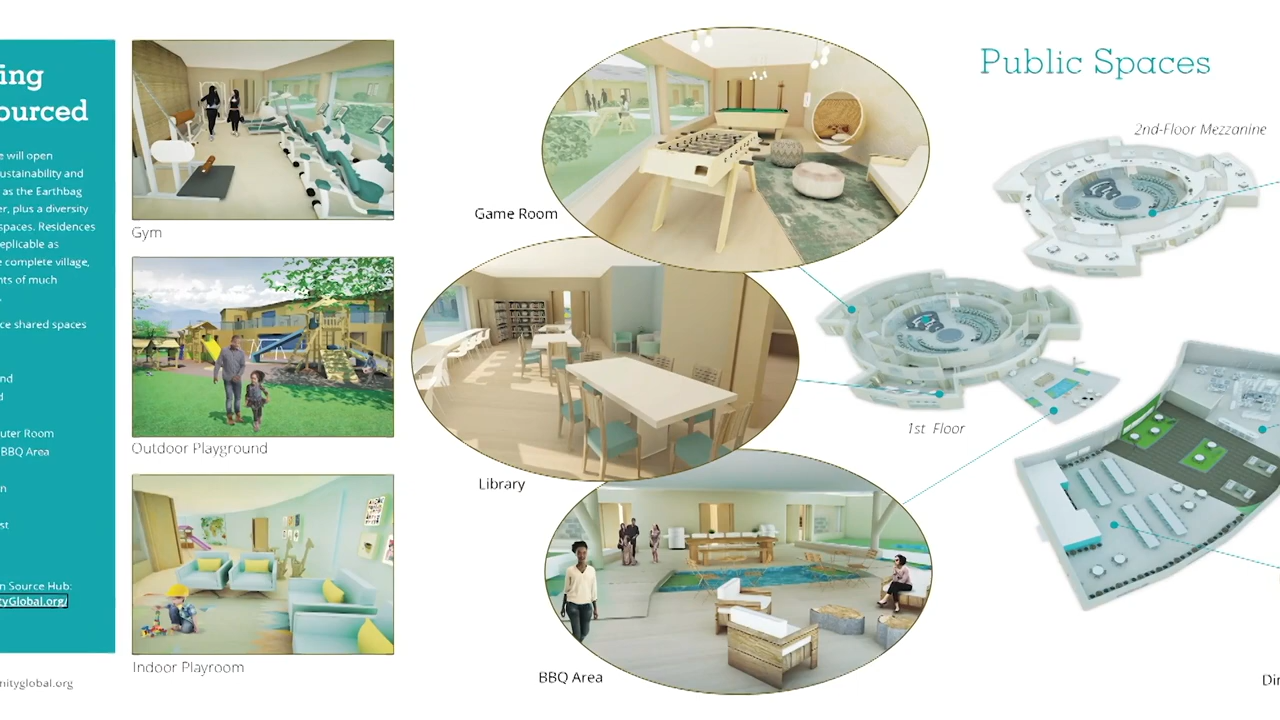 ing
ourced
e will open
ustainability and
as the Earthbag
er, plus a diversity
spaces. Residences
eplicable as
e complete village,
nts of much
ce shared spaces
nd
d
uter Room
BBQ Area
n
st
n Source Hub:
tyGlobal.org/
nityglobal.org
Gym
Outdoor Playground
Indoor Playroom
Game Room
Library
BBQ Area
Public Spaces
2nd-Floor Mezzanine
1st Floor
Din